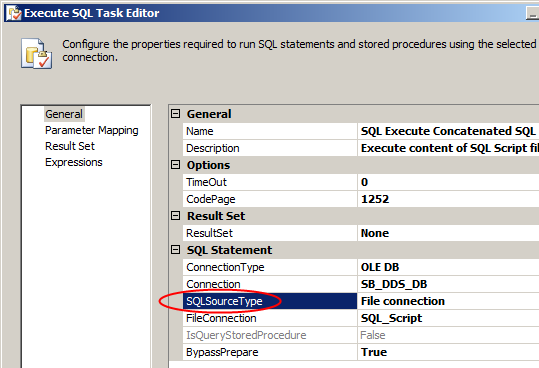 Execute SQL Task Editor
Configure the properties required to run SQL statements and stored procedures using the selected
connection.
General
Parameter Mapping
Result Set
Expressions
General
Name SQL Execute Concatenated SQL
Description Execute content of SQL Script fil
Options
TimeOut 0
CodePage 1252
Result Set
ResultSet None
SQL Statement
ConnectionType OLE DB
Connection SB_DDS_DB
SQLSourceType File connection
FileConnection SQL_Script
IsQueryStoredProcedure False
BypassPrepare True